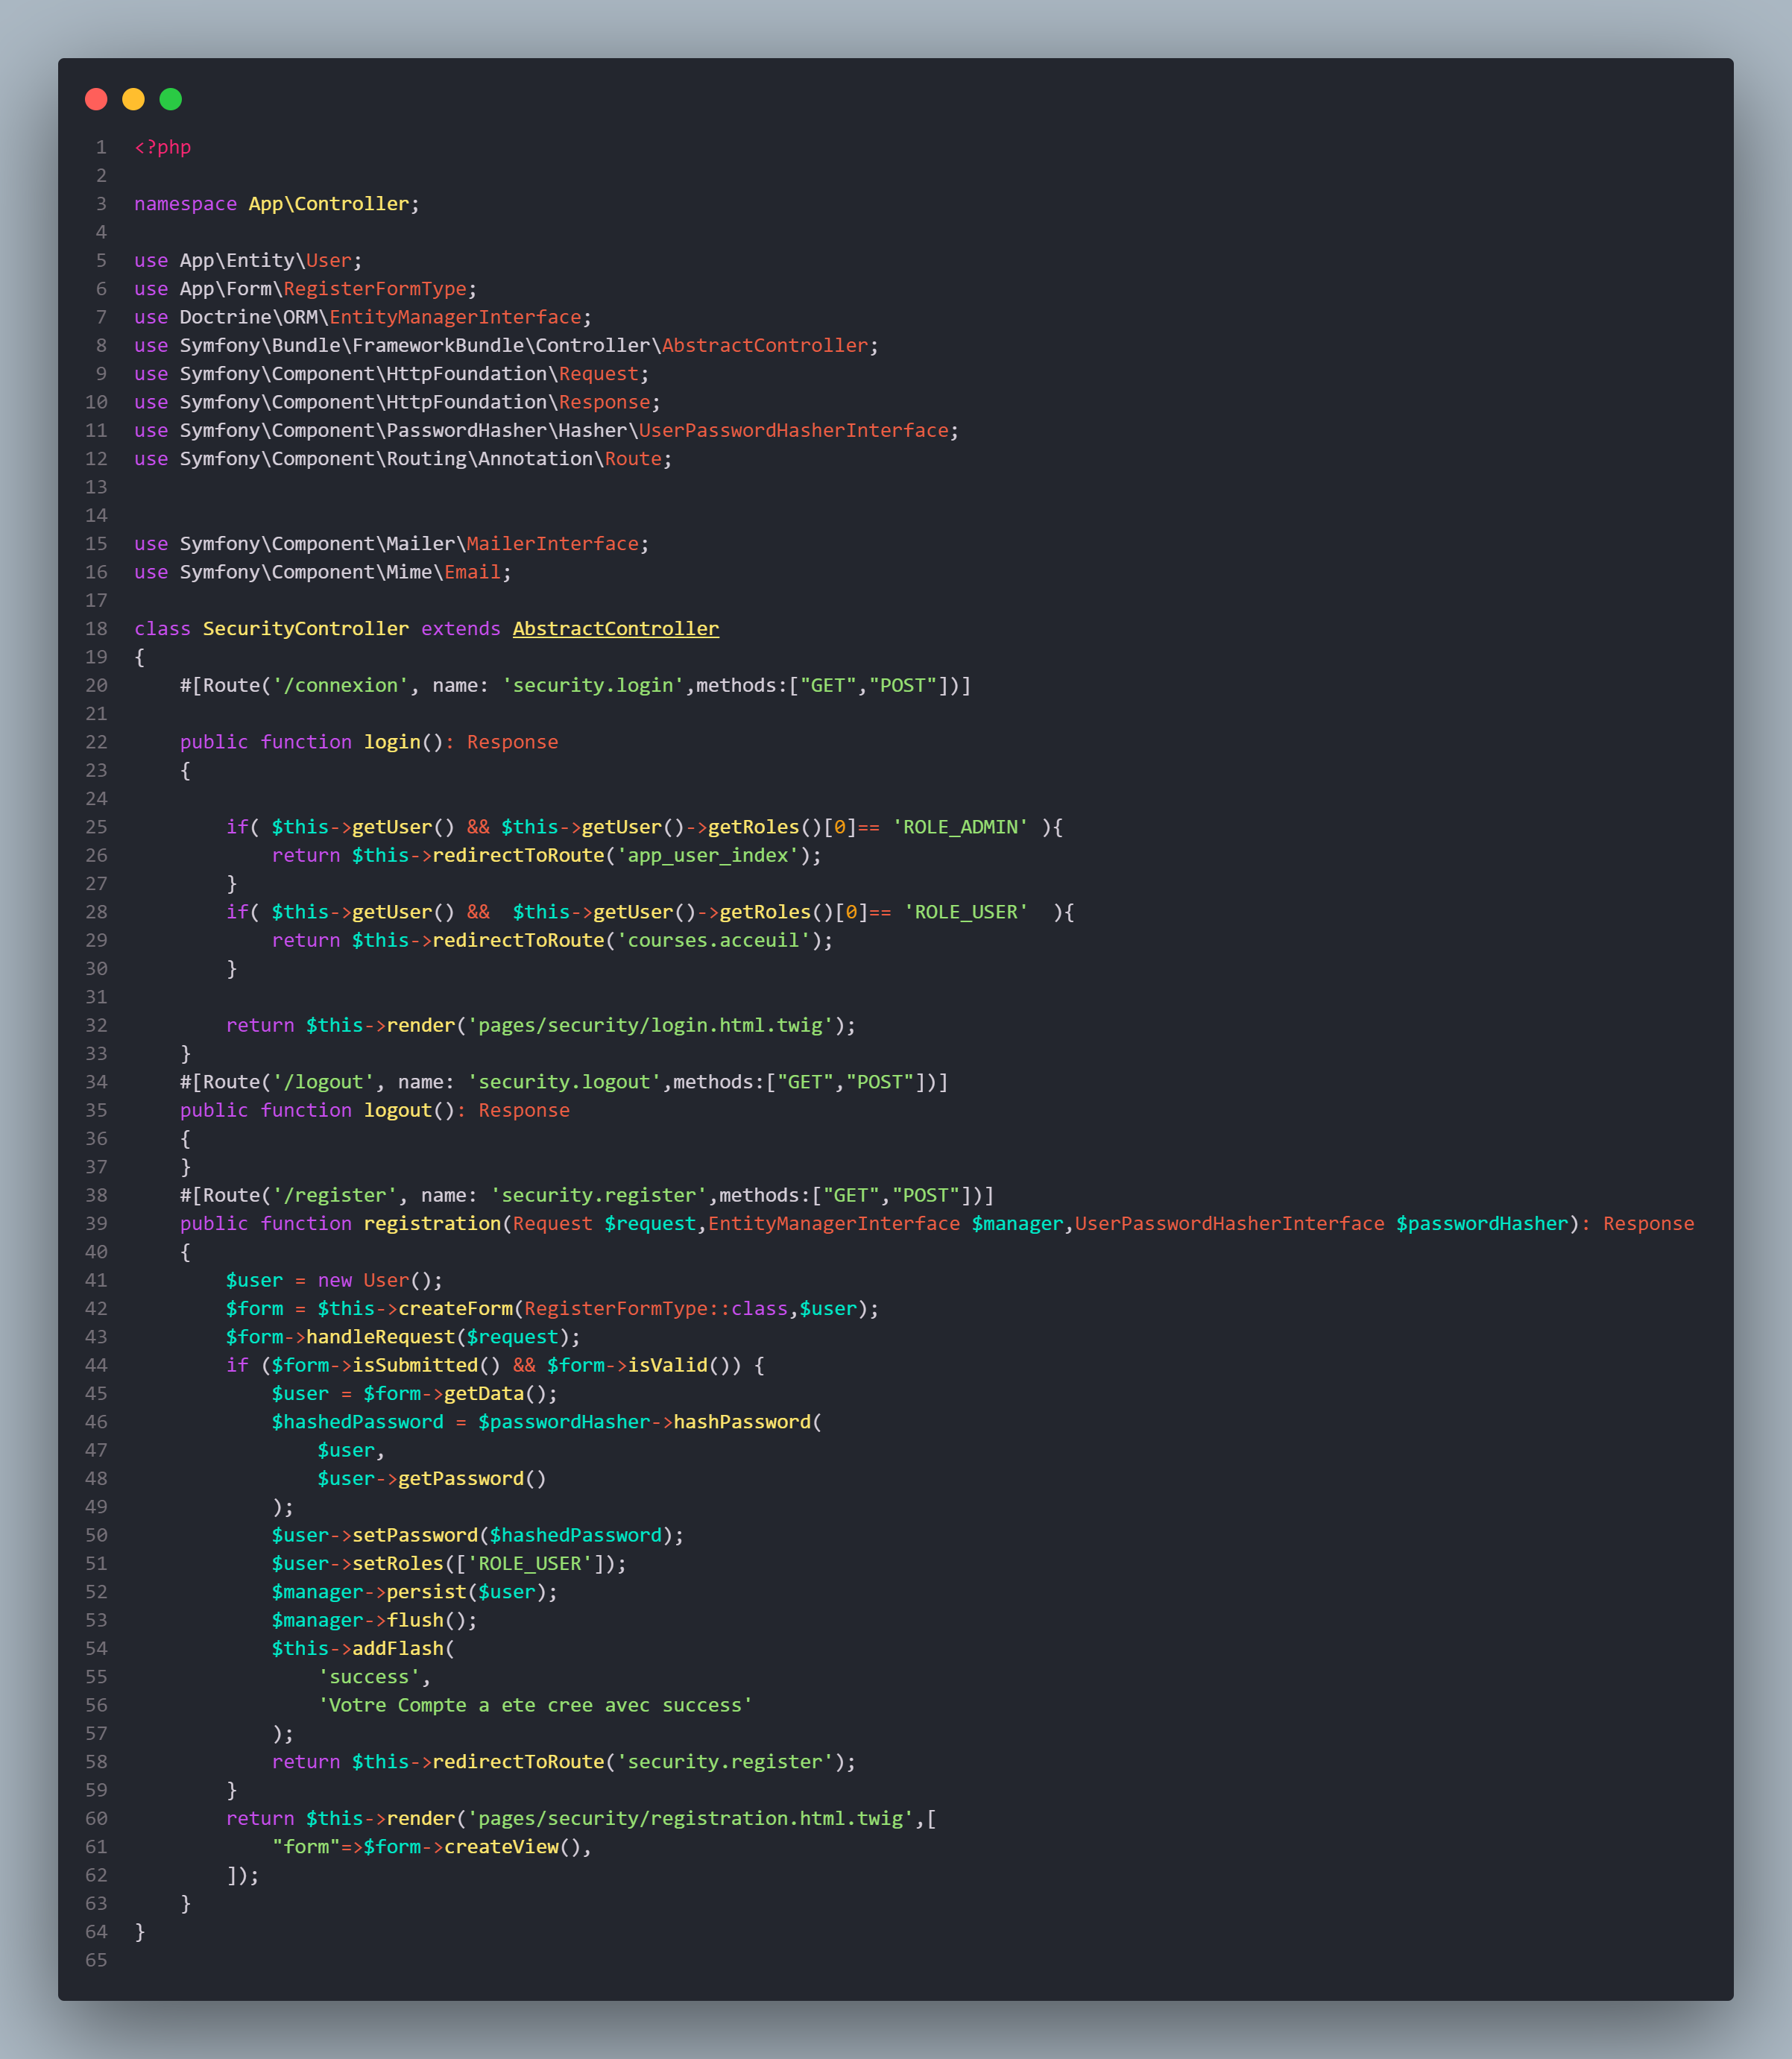 1 <?php
2
3 namespace App\Controller;
4
5 use App\Entity\User;
6 use App\Form\RegisterFormType;
7 use Doctrine\ORM\EntityManagerInterface;
8 use Symfony\Bundle\FrameworkBundle\Controller\AbstractController;
9 use Symfony\Component\HttpFoundation\Request;
10 use Symfony\Component\HttpFoundation\Response;
11 use Symfony\Component\PasswordHasher\Hasher\UserPasswordHasherInterface;
12 use Symfony\Component\Routing\Annotation\Route;
13
14
15 use Symfony\Component\Mailer\MailerInterface;
16 use Symfony\Component\Mime\Email;
17
18 class SecurityController extends AbstractController
19 {
20     #[Route('/connexion', name: 'security.login',methods:["GET","POST"])]
21
22     public function login(): Response
23     {
24
25         if( $this->getUser() && $this->getUser()->getRoles()[0]== 'ROLE_ADMIN' ){
26             return $this->redirectToRoute('app_user_index');
27         }
28         if( $this->getUser() &&  $this->getUser()->getRoles()[0]== 'ROLE_USER'  ){
29             return $this->redirectToRoute('courses.acceuil');
30         }
31
32         return $this->render('pages/security/login.html.twig');
33     }
34     #[Route('/logout', name: 'security.logout',methods:["GET","POST"])]
35     public function logout(): Response
36     {
37     }
38     #[Route('/register', name: 'security.register',methods:["GET","POST"])]
39     public function registration(Request $request,EntityManagerInterface $manager,UserPasswordHasherInterface $passwordHasher): Response
40     {
41         $user = new User();
42         $form = $this->createForm(RegisterFormType::class,$user);
43         $form->handleRequest($request);
44         if ($form->isSubmitted() && $form->isValid()) {
45             $user = $form->getData();
46             $hashedPassword = $passwordHasher->hashPassword(
47                 $user,
48                 $user->getPassword()
49             );
50             $user->setPassword($hashedPassword);
51             $user->setRoles(['ROLE_USER']);
52             $manager->persist($user);
53             $manager->flush();
54             $this->addFlash(
55                 'success',
56                 'Votre Compte a ete cree avec success'
57             );
58             return $this->redirectToRoute('security.register');
59         }
60         return $this->render('pages/security/registration.html.twig',[
61             "form"=>$form->createView(),
62         ]);
63     }
64 }
65